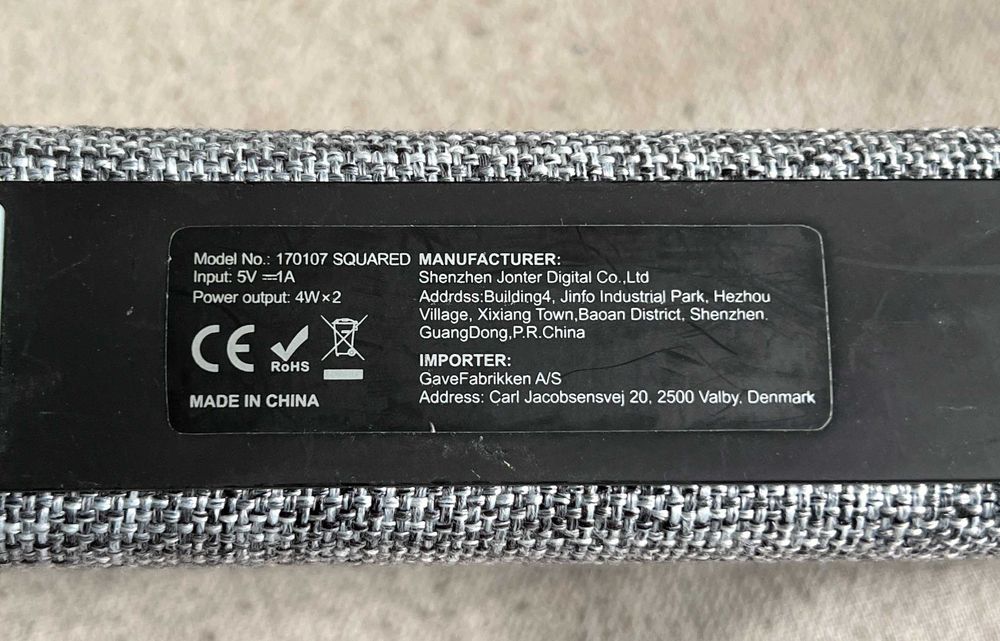 Model No.: 170107 SQUARED
Input: 5V ⎓1A
Power output: 4W×2
CE
RoHS
MADE IN CHINA
MANUFACTURER:
Shenzhen Jonter Digital Co.,Ltd
Addrdss:Building4, Jinfo Industrial Park, Hezhou
Village, Xixiang Town,Baoan District, Shenzhen.
GuangDong,P.R.China
IMPORTER:
GaveFabrikken A/S
Address: Carl Jacobsensvej 20, 2500 Valby, Denmark